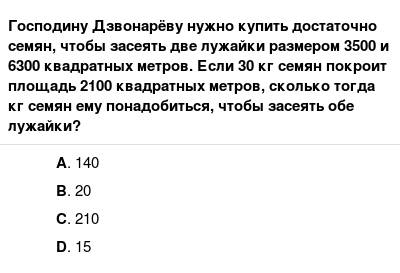 Господину Дзвонарёву нужно купить достаточно
семян, чтобы засеять две лужайки размером 3500 и
6300 квадратных метров. Если 30 кг семян покроит
площадь 2100 квадратных метров, сколько тогда
кг семян ему понадобиться, чтобы засеять обе
лужайки?
A. 140
B. 20
C. 210
D. 15